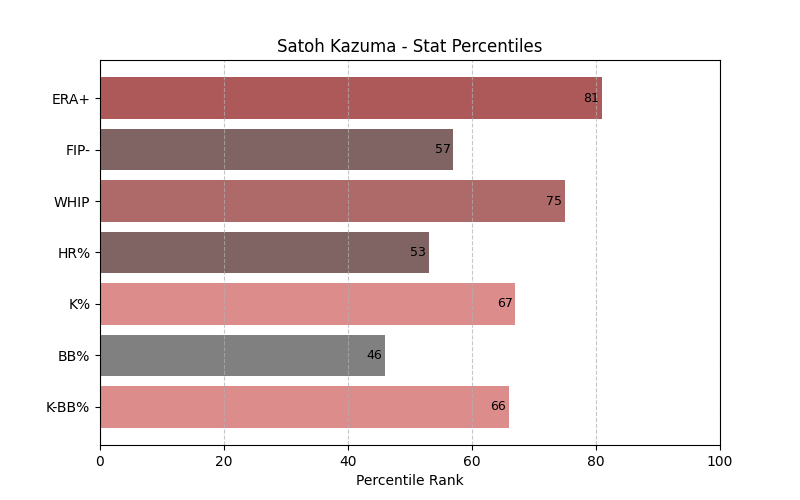 Satoh Kazuma - Stat Percentiles
ERA+ 81
FIP- 57
WHIP 75
HR% 53
K% 67
BB% 46
K-BB% 66
0 20 40 60 80 100
Percentile Rank